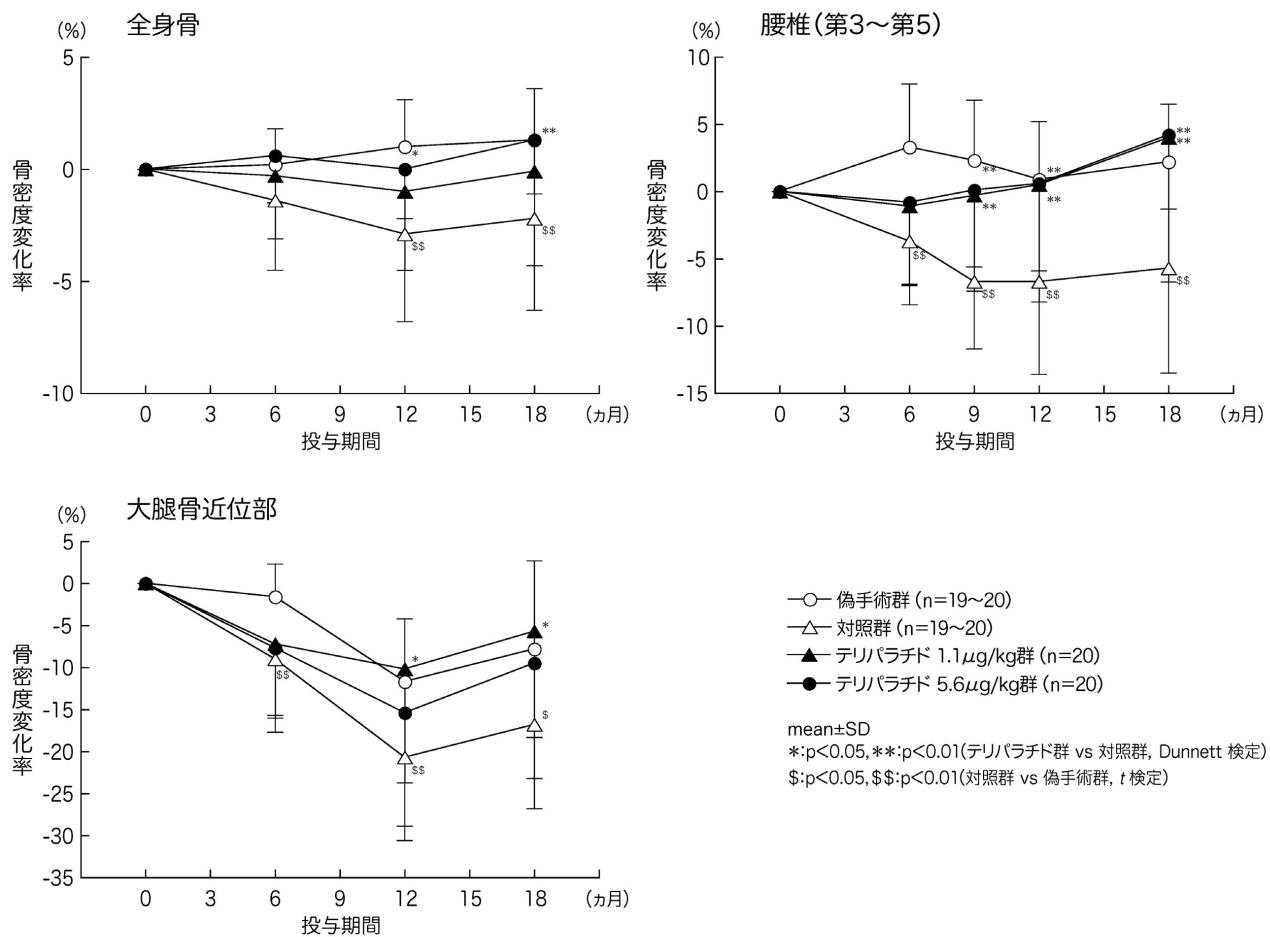 (%)
全身骨
5
0
-5
-10
骨密度変化率
**
*
$$
$$
0 3 6 9 12 15 18 (ヵ月)
投与期間
(%)
腰椎(第3〜第5)
10
5
0
-5
-10
-15
骨密度変化率
**
**
**
**
**
**
$$
$$
$$
$$
0 3 6 9 12 15 18 (ヵ月)
投与期間
(%)
大腿骨近位部
5
0
-5
-10
-15
-20
-25
-30
-35
骨密度変化率
*
*
$$
$
$$
0 3 6 9 12 15 18 (ヵ月)
投与期間
偽手術群(n=19〜20)
対照群(n=19〜20)
テリパラチド 1.1μg/kg群(n=20)
テリパラチド 5.6μg/kg群(n=20)
mean±SD
*:p<0.05,**:p<0.01(テリパラチド群 vs 対照群, Dunnett 検定)
$:p<0.05,$$:p<0.01(対照群 vs 偽手術群, t 検定)